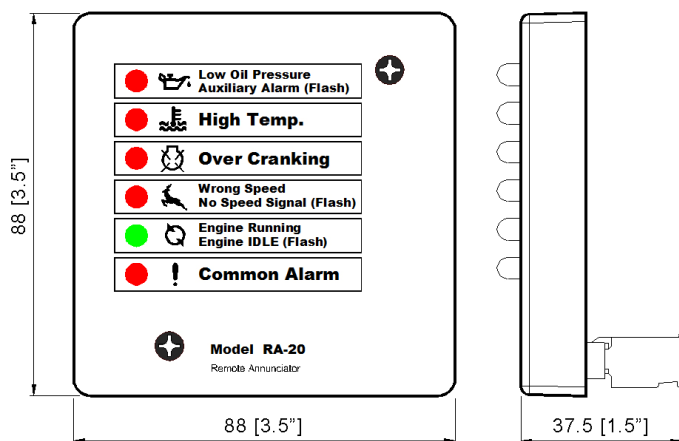 Low Oil Pressure
Auxiliary Alarm (Flash)
High Temp.
Over Cranking
Wrong Speed
No Speed Signal (Flash)
Engine Running
Engine IDLE (Flash)
Common Alarm
Model RA-20
Remote Annunciator
88 [3.5”]
88 [3.5”]
37.5 [1.5”]